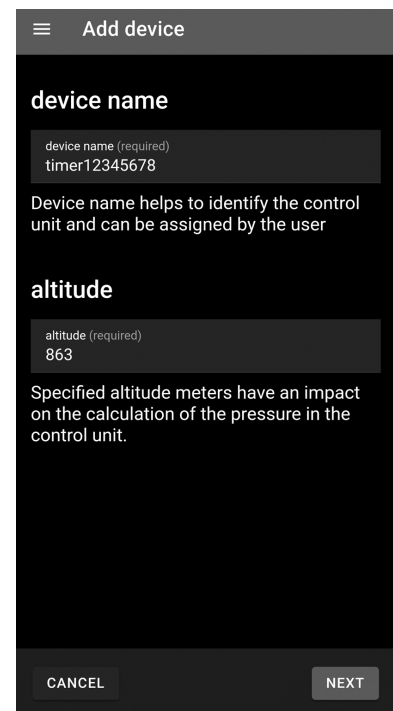 Add device
device name
device name (required)
timer12345678
Device name helps to identify the control
unit and can be assigned by the user
altitude
altitude (required)
863
Specified altitude meters have an impact
on the calculation of the pressure in the
control unit.
CANCEL
NEXT